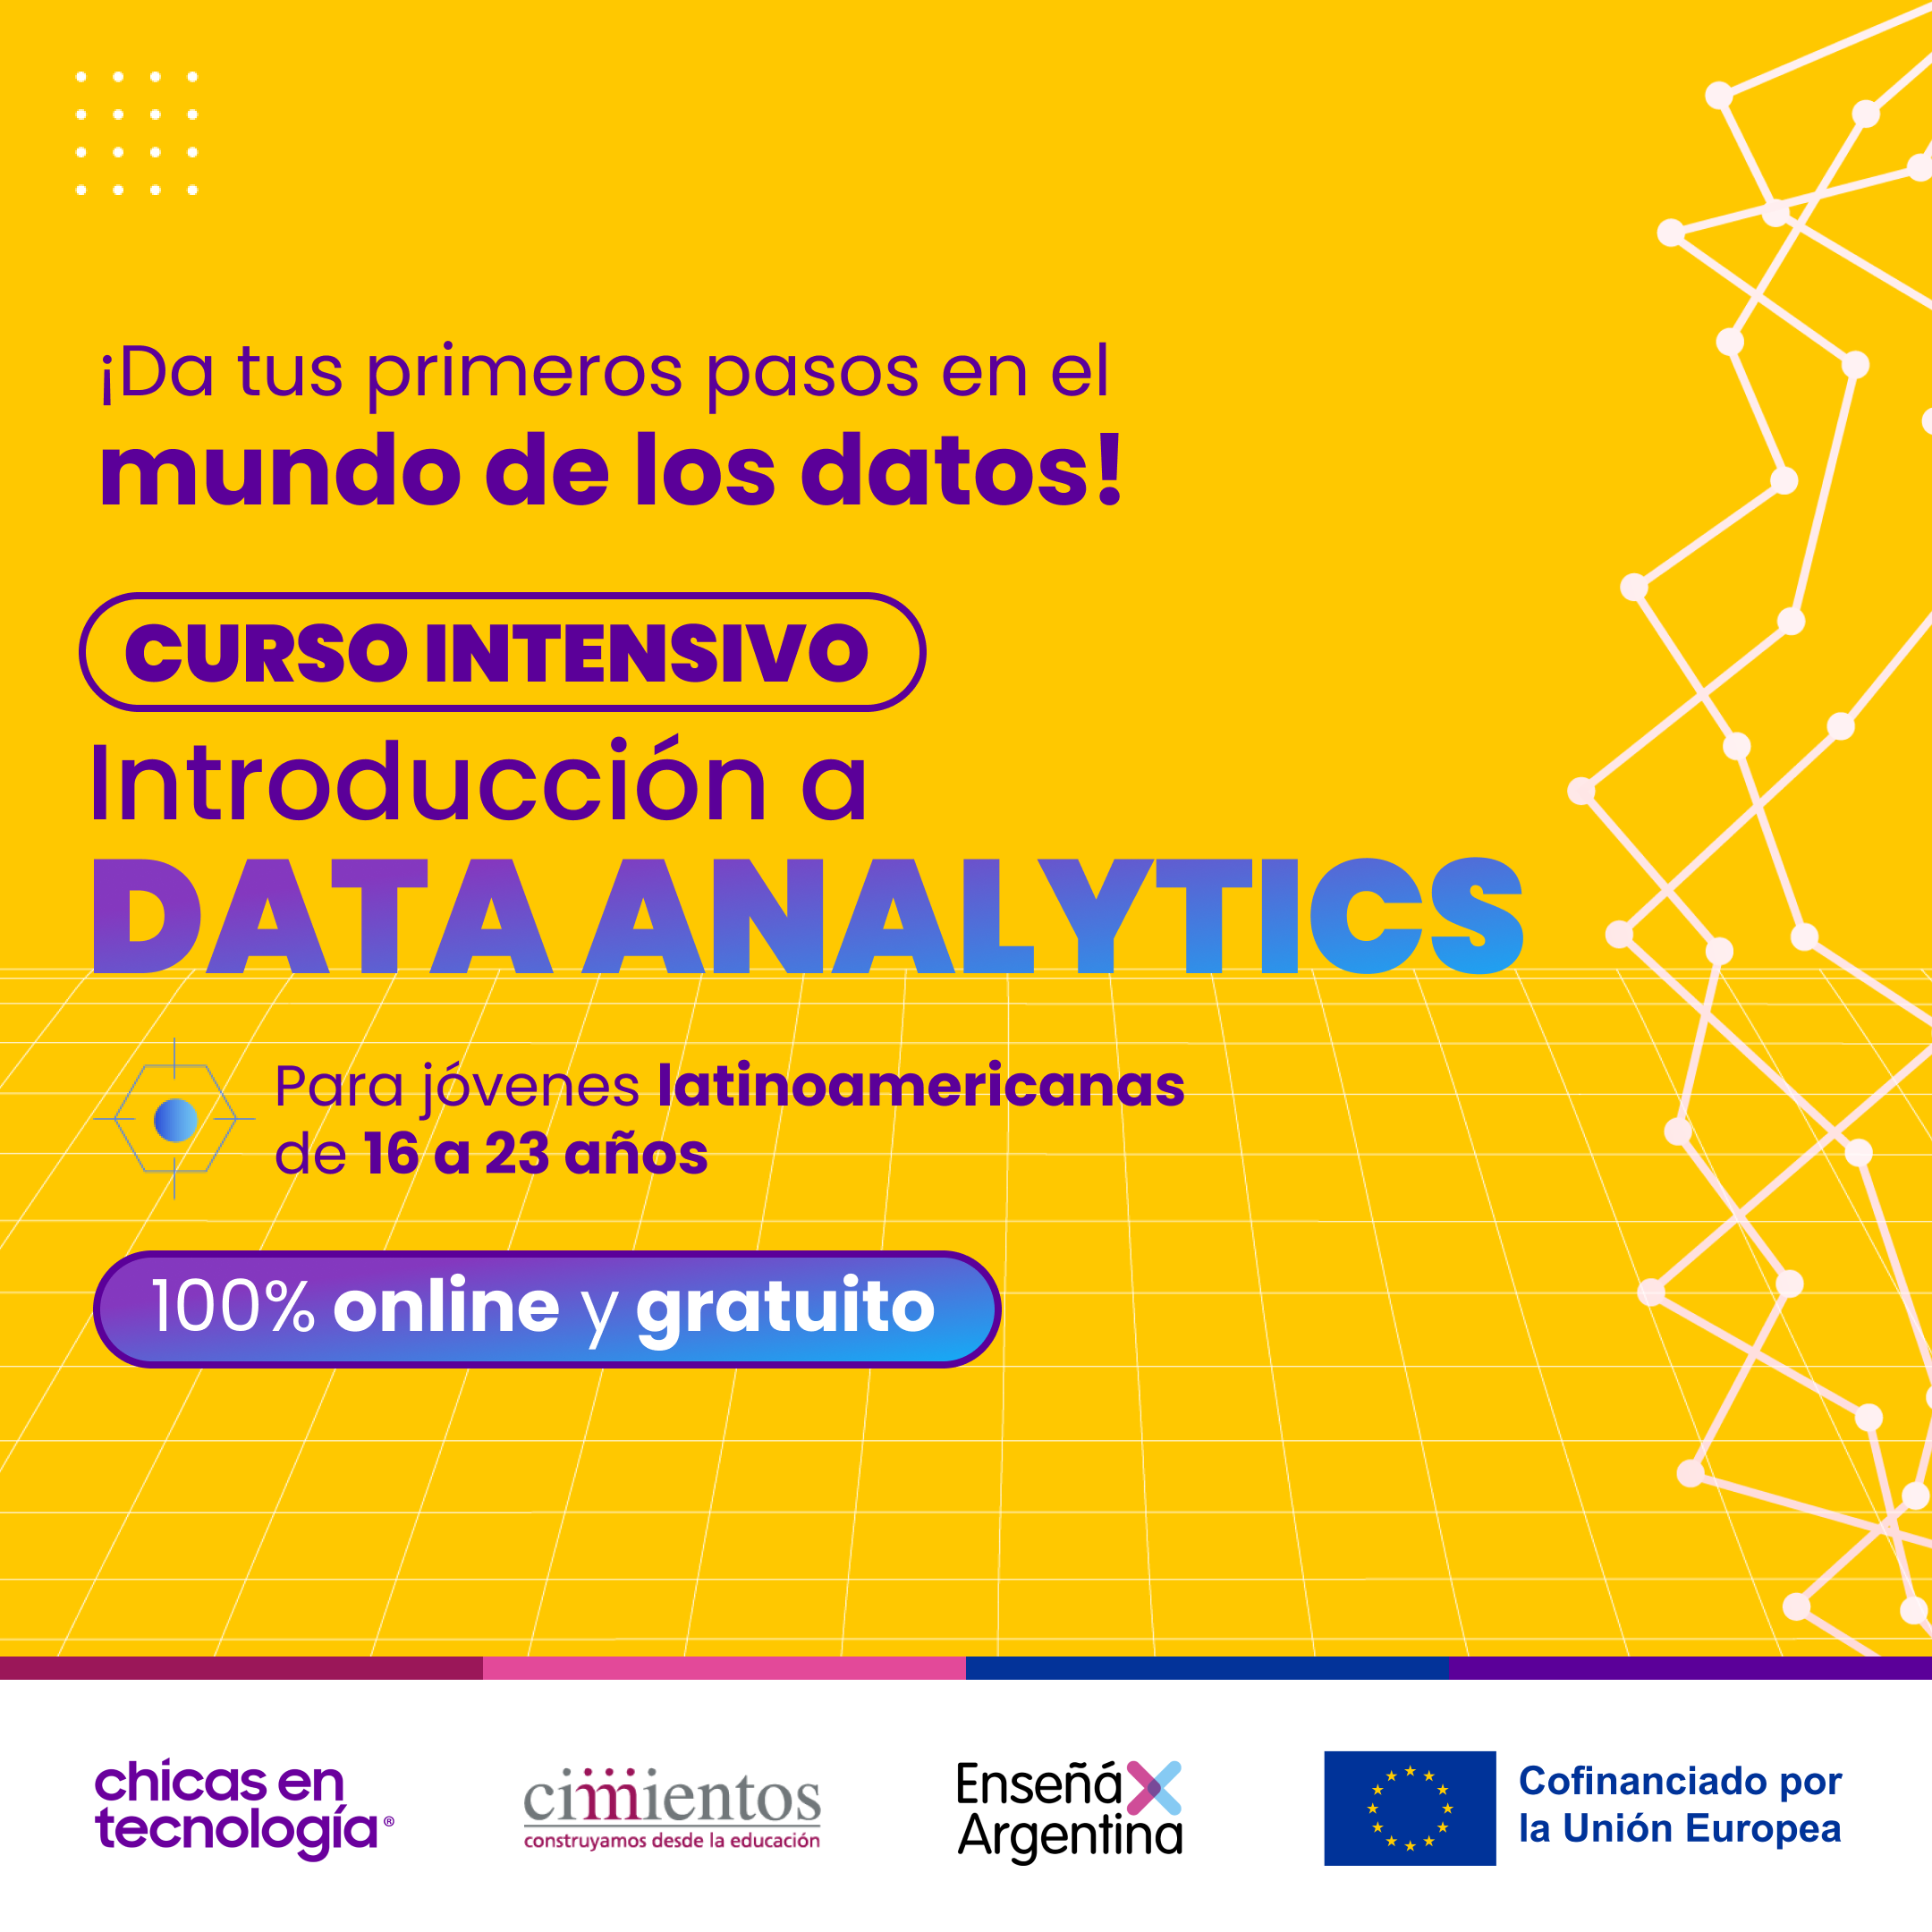 ¡Da tus primeros pasos en el
mundo de los datos!
CURSO INTENSIVO
Introducción a
DATA ANALYTICS
Para jóvenes latinoamericanas
de 16 a 23 años
100% online y gratuito
chicas en
tecnología®
cimientos
construyamos desde la educación
Enseñá
Argentina
Cofinanciado por
la Unión Europea